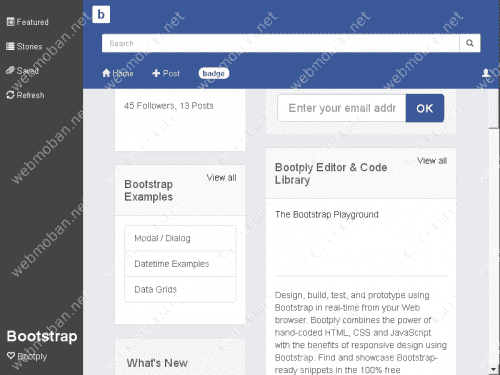 Featured
Stories
Saved
Refresh
Bootstrap
Bootply
b
Search
Home
Post
badge
45 Followers, 13 Posts
Bootstrap Examples
View all
Modal / Dialog
Datetime Examples
Data Grids
What's New
Enter your email addr
OK
Bootply Editor & Code
Library
View all
The Bootstrap Playground
Design, build, test, and prototype using
Bootstrap in real-time from your Web
browser. Bootply combines the power of
hand-coded HTML, CSS and JavaScript
with the benefits of responsive design using
Bootstrap. Find and showcase Bootstrap-
ready snippets in the 100% free
webmoban.net